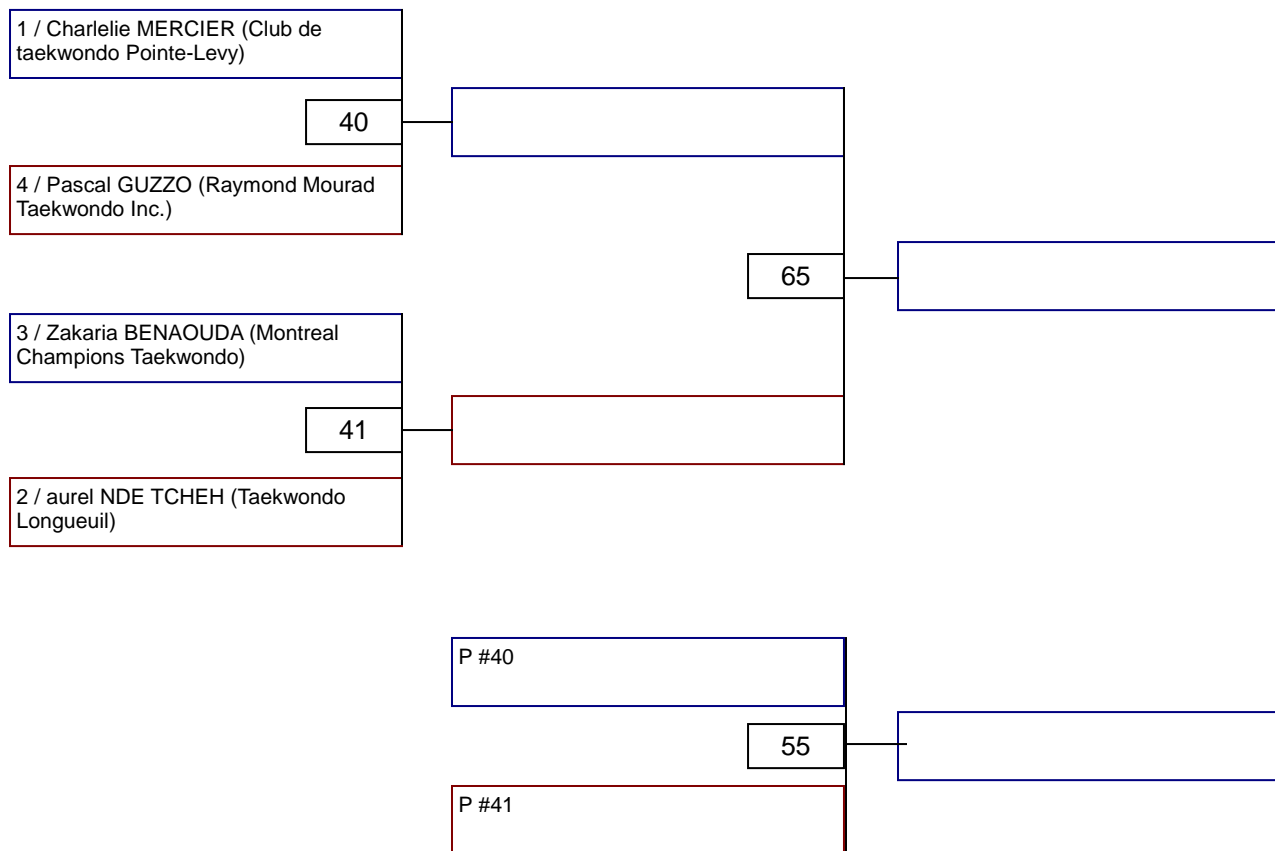 1 / Charlelie MERCIER (Club de
taekwondo Pointe-Levy)
40
4 / Pascal GUZZO (Raymond Mourad
Taekwondo Inc.)
65
3 / Zakaria BENAOUDA (Montreal
Champions Taekwondo)
41
2 / aurel NDE TCHEH (Taekwondo
Longueuil)
P #40
55
P #41